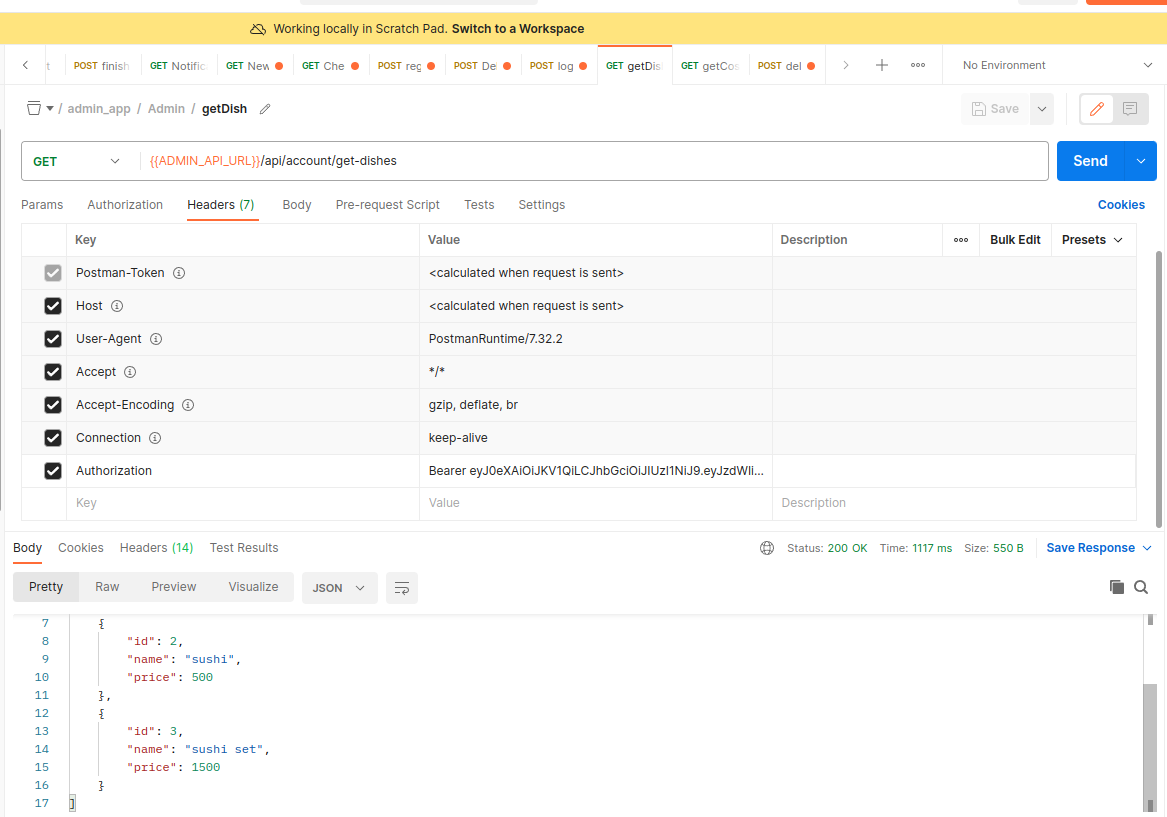 Working locally in Scratch Pad. Switch to a Workspace
t POST finish GET Notific GET New POST GET Che POST reg POST De POST log GET getDis GET getCos POST del No Environment
/ admin_app / Admin / getDish Save
GET {{ADMIN_API_URL}}/api/account/get-dishes Send
Params Authorization Headers (7) Body Pre-request Script Tests Settings Cookies
Key Value Description Bulk Edit Presets
Postman-Token <calculated when request is sent>
Host <calculated when request is sent>
User-Agent PostmanRuntime/7.32.2
Accept */*
Accept-Encoding gzip, deflate, br
Connection keep-alive
Authorization Bearer eyJ0eXAiOiJKV1QiLCJhbGciOiJIUzI1NiJ9.eyJzdWIi...
Key Value Description
Body Cookies Headers (14) Test Results Status: 200 OK Time: 1117 ms Size: 550 B Save Response
Pretty Raw Preview Visualize JSON
7 {
8 "id": 2,
9 "name": "sushi",
10 "price": 500
11 },
12 {
13 "id": 3,
14 "name": "sushi set",
15 "price": 1500
16 }
17 ]